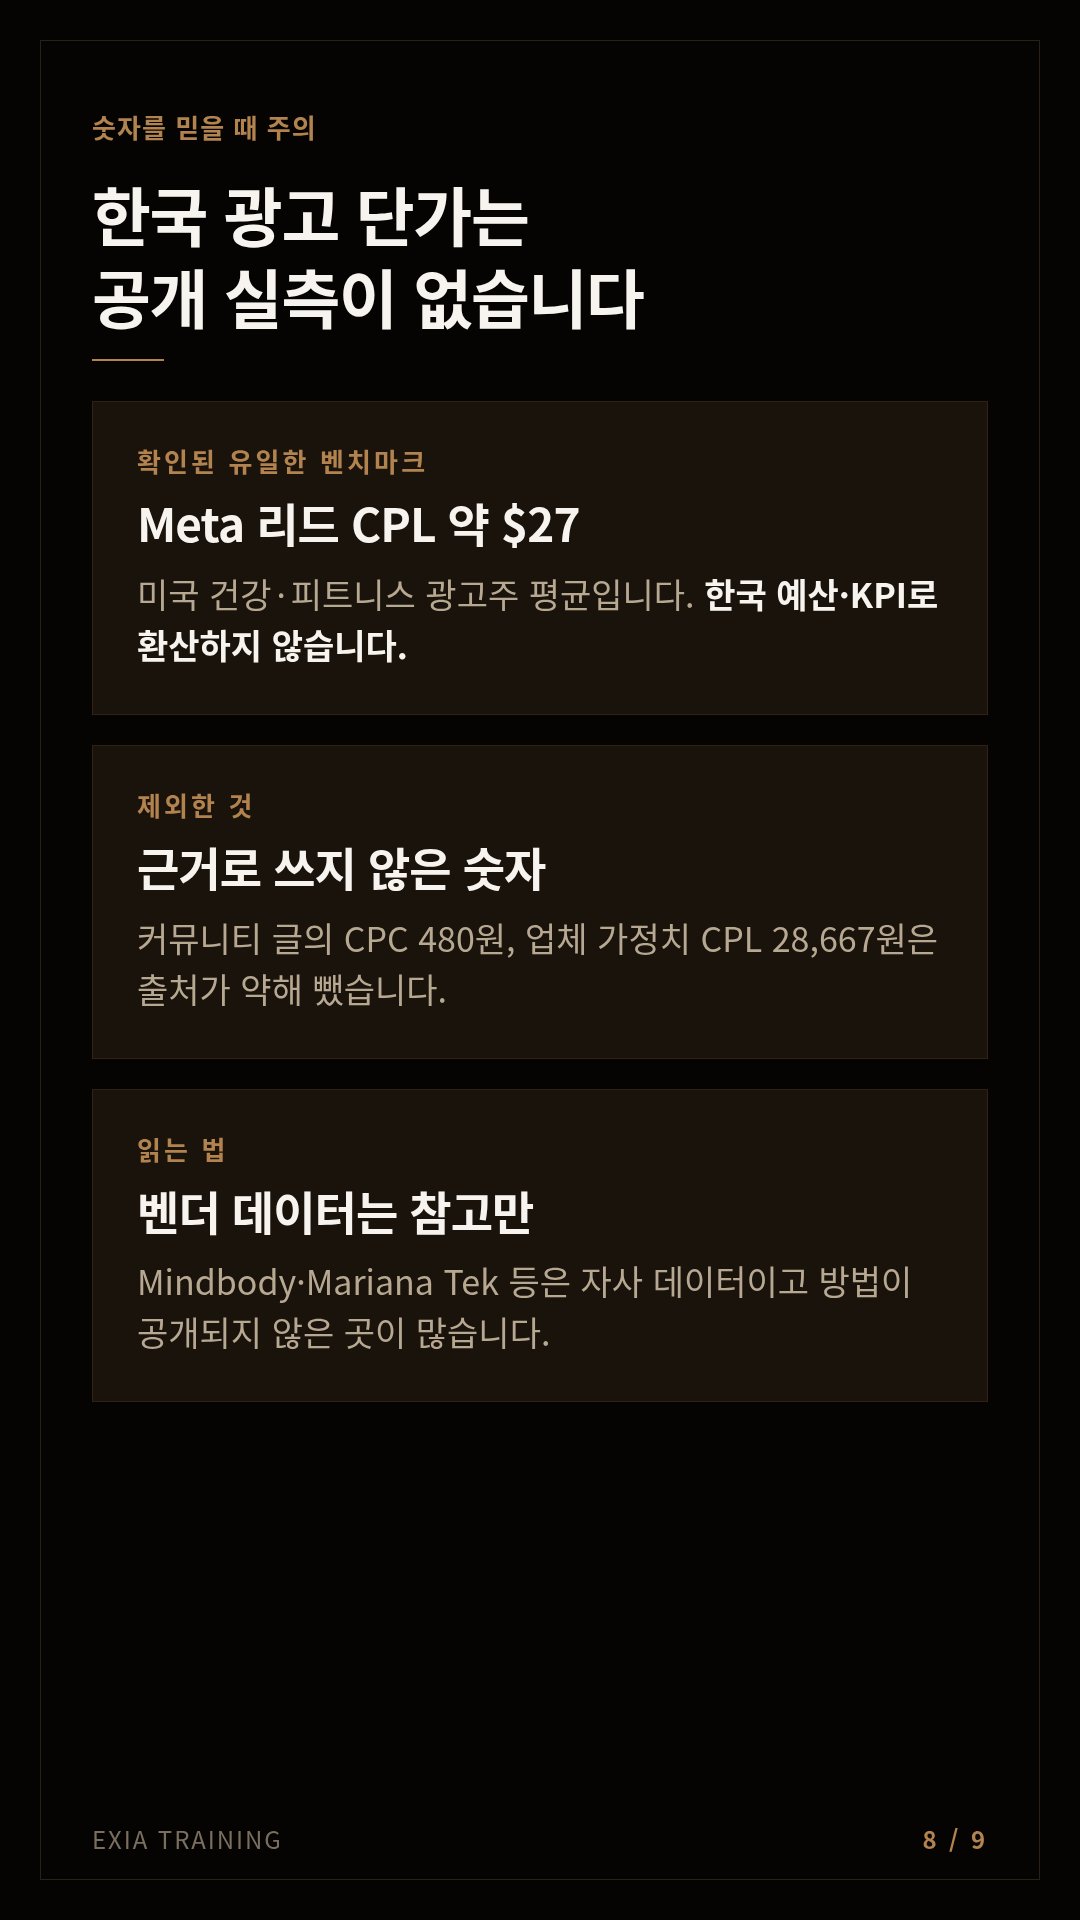 숫자를 믿을 때 주의
한국 광고 단가는
공개 실측이 없습니다
확인된 유일한 벤치마크
Meta 리드 CPL 약 $27
미국 건강·피트니스 광고주 평균입니다. 한국 예산·KPI로
환산하지 않습니다.
제외한 것
근거로 쓰지 않은 숫자
커뮤니티 글의 CPC 480원, 업체 가정치 CPL 28,667원은
출처가 약해 뺐습니다.
읽는 법
벤더 데이터는 참고만
Mindbody·Mariana Tek 등은 자사 데이터이고 방법이
공개되지 않은 곳이 많습니다.
EXIA TRAINING
8 / 9